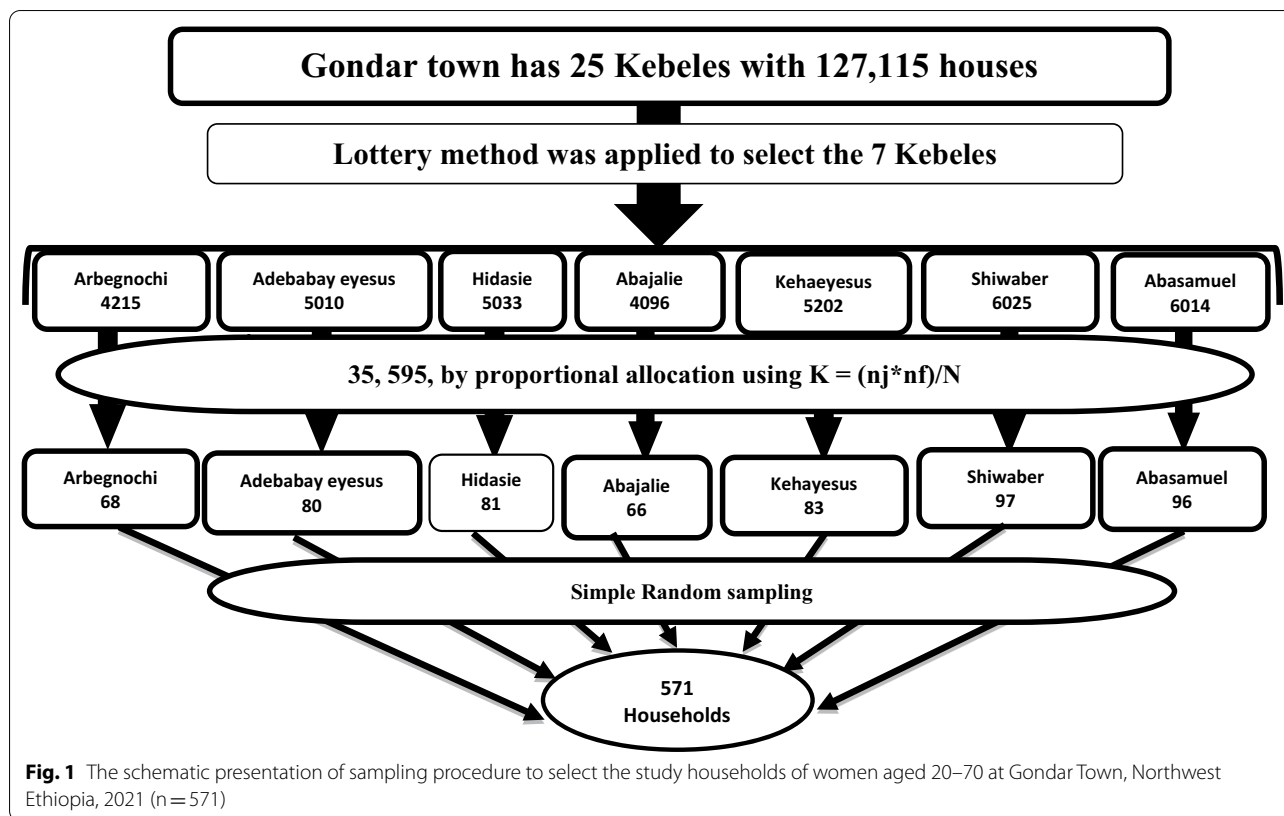 Gondar town has 25 Kebeles with 127,115 houses
Lottery method was applied to select the 7 Kebeles
Arbegnochi
4215
Adebabay eyesus
5010
Hidasie
5033
Abajalie
4096
Kehaeyesus
5202
Shiwaber
6025
Abasamuel
6014
35, 595, by proportional allocation using K = (nj*nf)/N
Arbegnochi
68
Adebabay eyesus
80
Hidasie
81
Abajalie
66
Kehayesus
83
Shiwaber
97
Abasamuel
96
Simple Random sampling
571
Households
Fig. 1 The schematic presentation of sampling procedure to select the study households of women aged 20–70 at Gondar Town, Northwest
Ethiopia, 2021 (n = 571)